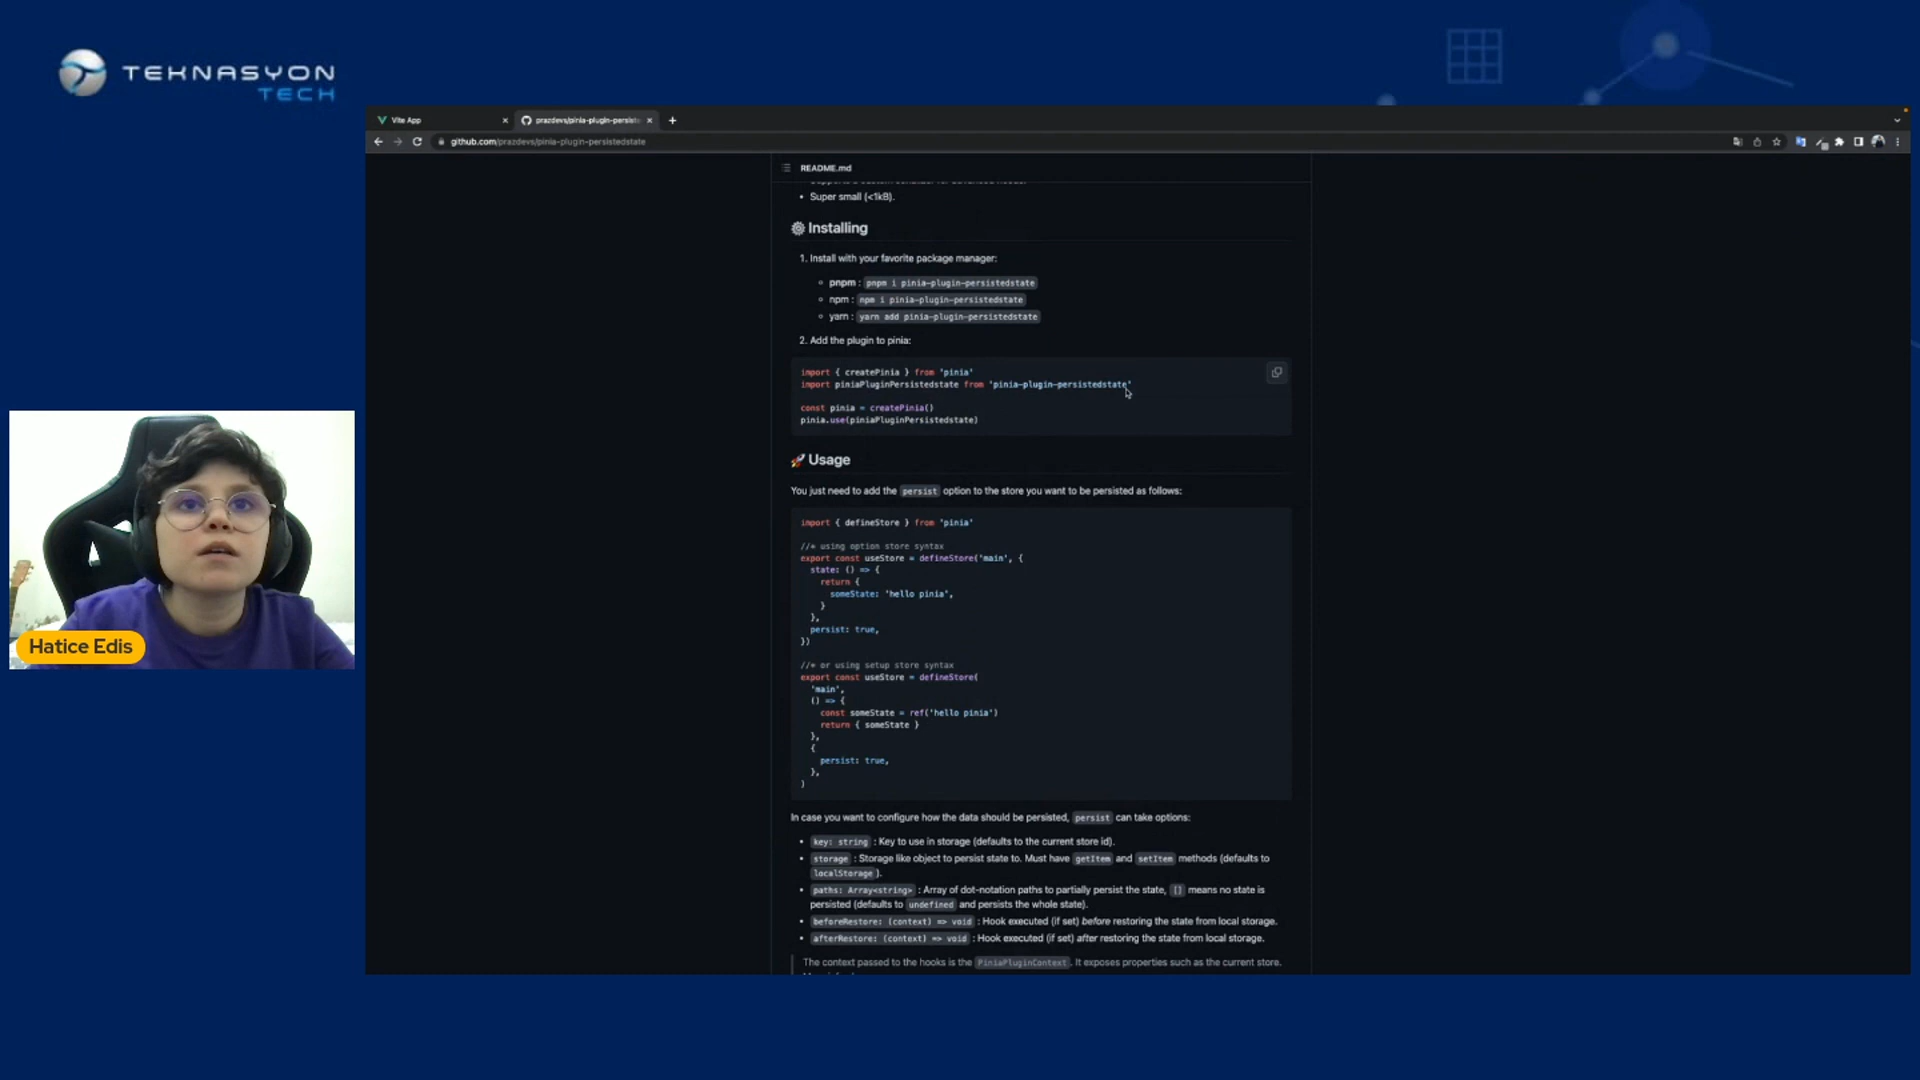 TEKNASYON
TECH
Vite App
prazdevs/pinia-plugin-persiste
github.com/prazdevs/pinia-plugin-persistedstate
README.md
Super small (<1kB).
Installing
1. Install with your favorite package manager:
pnpm : pnpm i pinia-plugin-persistedstate
npm : npm i pinia-plugin-persistedstate
yarn : yarn add pinia-plugin-persistedstate
2. Add the plugin to pinia:
import { createPinia } from 'pinia'
import piniaPluginPersistedstate from 'pinia-plugin-persistedstate'
const pinia = createPinia()
pinia.use(piniaPluginPersistedstate)
🚀 Usage
You just need to add the persist option to the store you want to be persisted as follows:
import { defineStore } from 'pinia'
//* using option store syntax
export const useStore = defineStore('main', {
state: () => {
return {
someState: 'hello pinia',
}
},
persist: true,
})
//* or using setup store syntax
export const useStore = defineStore(
'main',
() => {
const someState = ref('hello pinia')
return { someState }
},
{
persist: true,
},
)
In case you want to configure how the data should be persisted, persist can take options:
key: string : Key to use in storage (defaults to the current store id).
storage : Storage like object to persist state to. Must have getItem and setItem methods (defaults to
localStorage ).
paths: Array<string> : Array of dot-notation paths to partially persist the state, [] means no state is
persisted (defaults to undefined and persists the whole state).
beforeRestore: (context) => void : Hook executed (if set) before restoring the state from local storage.
afterRestore: (context) => void : Hook executed (if set) after restoring the state from local storage.
The context passed to the hooks is the PiniaPluginContext. It exposes properties such as the current store.
Hatice Edis